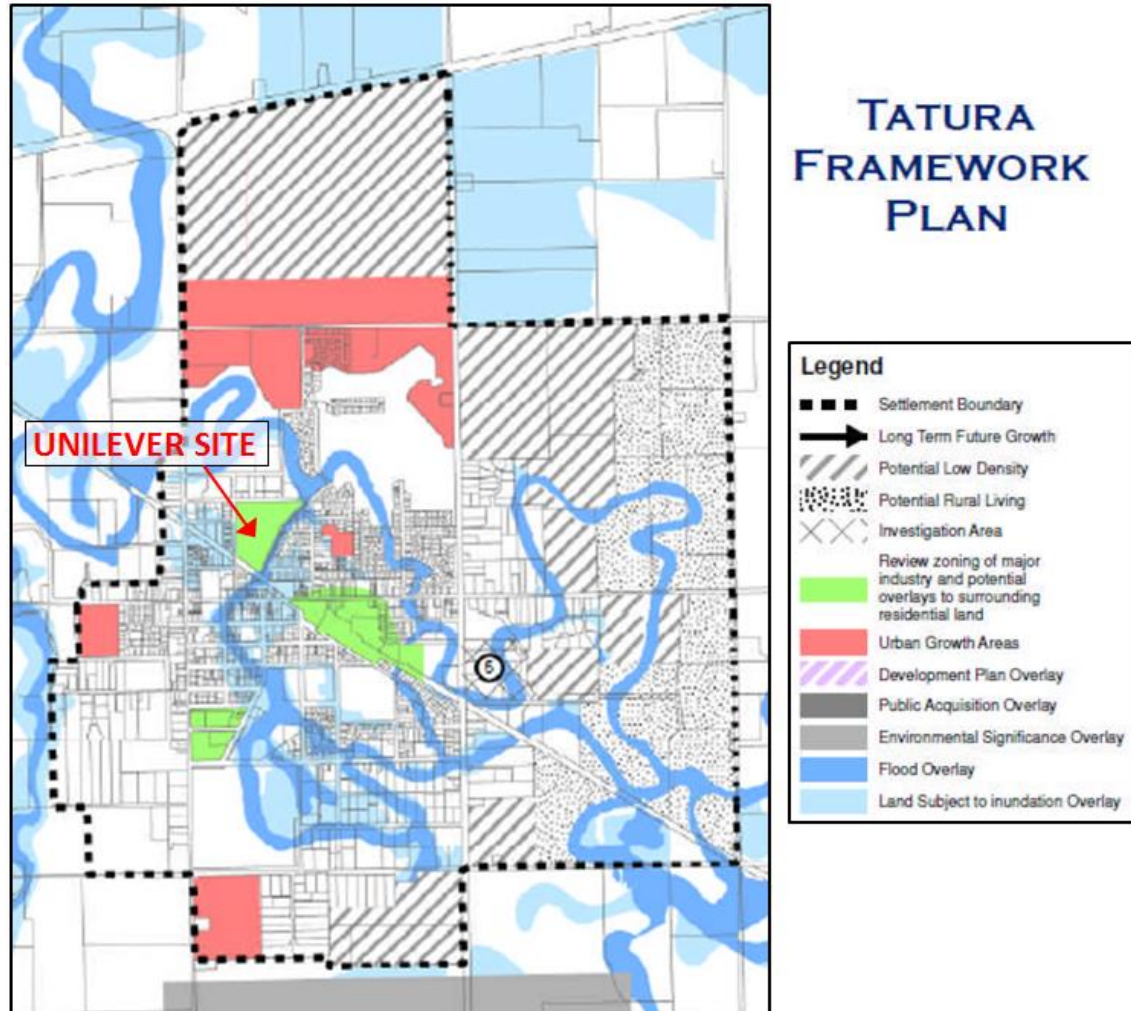 TATURA
FRAMEWORK
PLAN
UNILEVER SITE
5
Legend
Settlement Boundary
Long Term Future Growth
Potential Low Density
Potential Rural Living
Investigation Area
Review zoning of major
industry and potential
overlays to surrounding
residential land
Urban Growth Areas
Development Plan Overlay
Public Acquisition Overlay
Environmental Significance Overlay
Flood Overlay
Land Subject to inundation Overlay